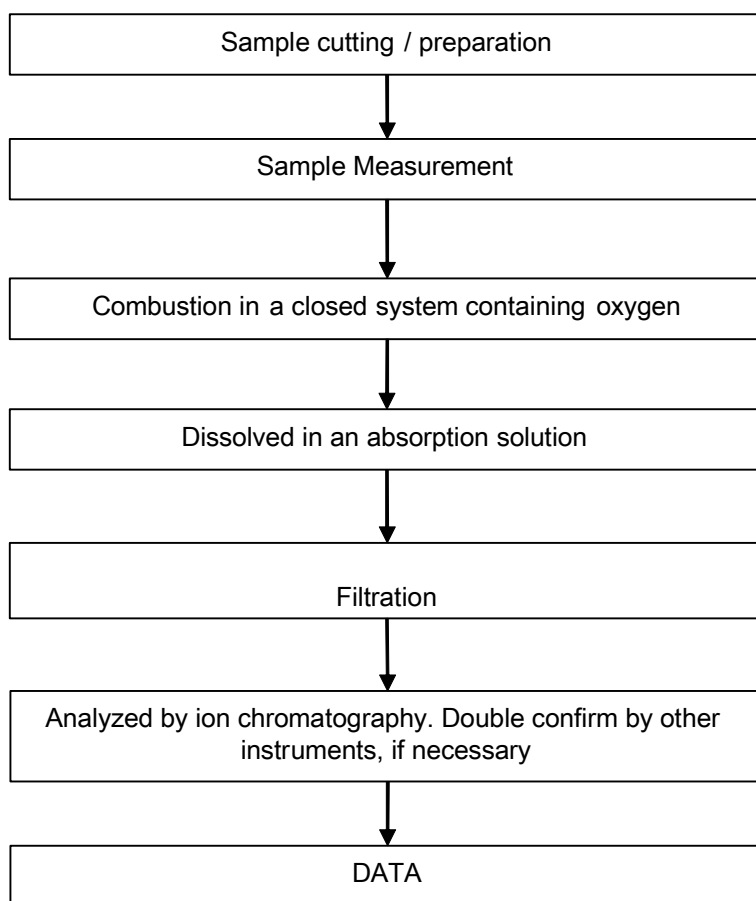 Sample cutting / preparation
Sample Measurement
Combustion in a closed system containing oxygen
Dissolved in an absorption solution
Filtration
Analyzed by ion chromatography. Double confirm by other
instruments, if necessary
DATA